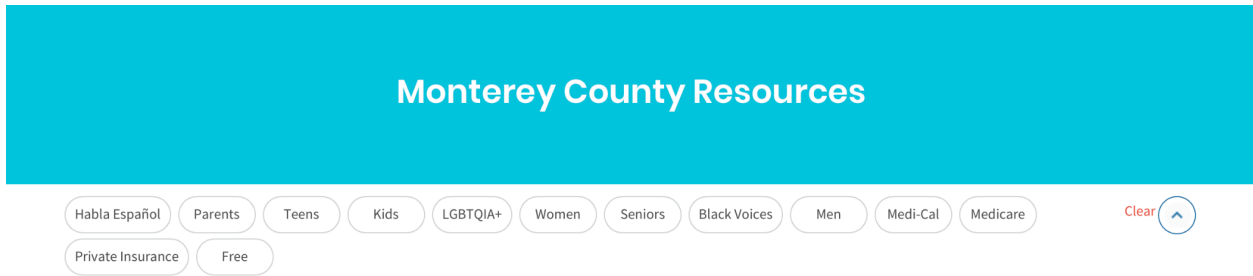 Monterey County Resources
Habla Español Parents Teens Kids LGBTQIA+ Women Seniors Black Voices Men Medi-Cal Medicare Clear
Private Insurance Free